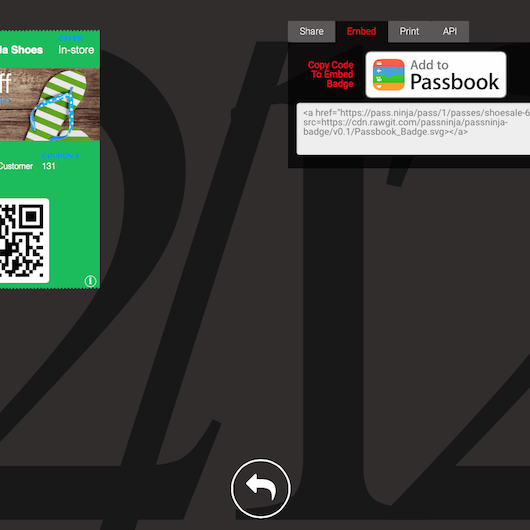 la Shoes
In-store
ff
Customer
131
Share
Embed
Print
API
Copy Code
To Embed
Badge
Add to
Passbook
<a href="https://pass.ninja/pass/1/passes/shoesale-6
src=https://cdn.rawgit.com/passninja/passninja-
badge/v0.1/Passbook_Badge.svg></a>
212